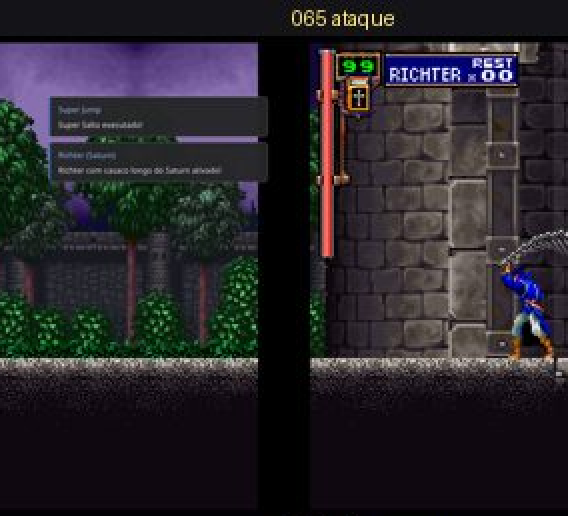 065 ataque
Super Jump
Super Salto executado!
Richter (Saturn)
Richter com casaco longo do Saturn ativado!
99
REST
RICHTER x 00